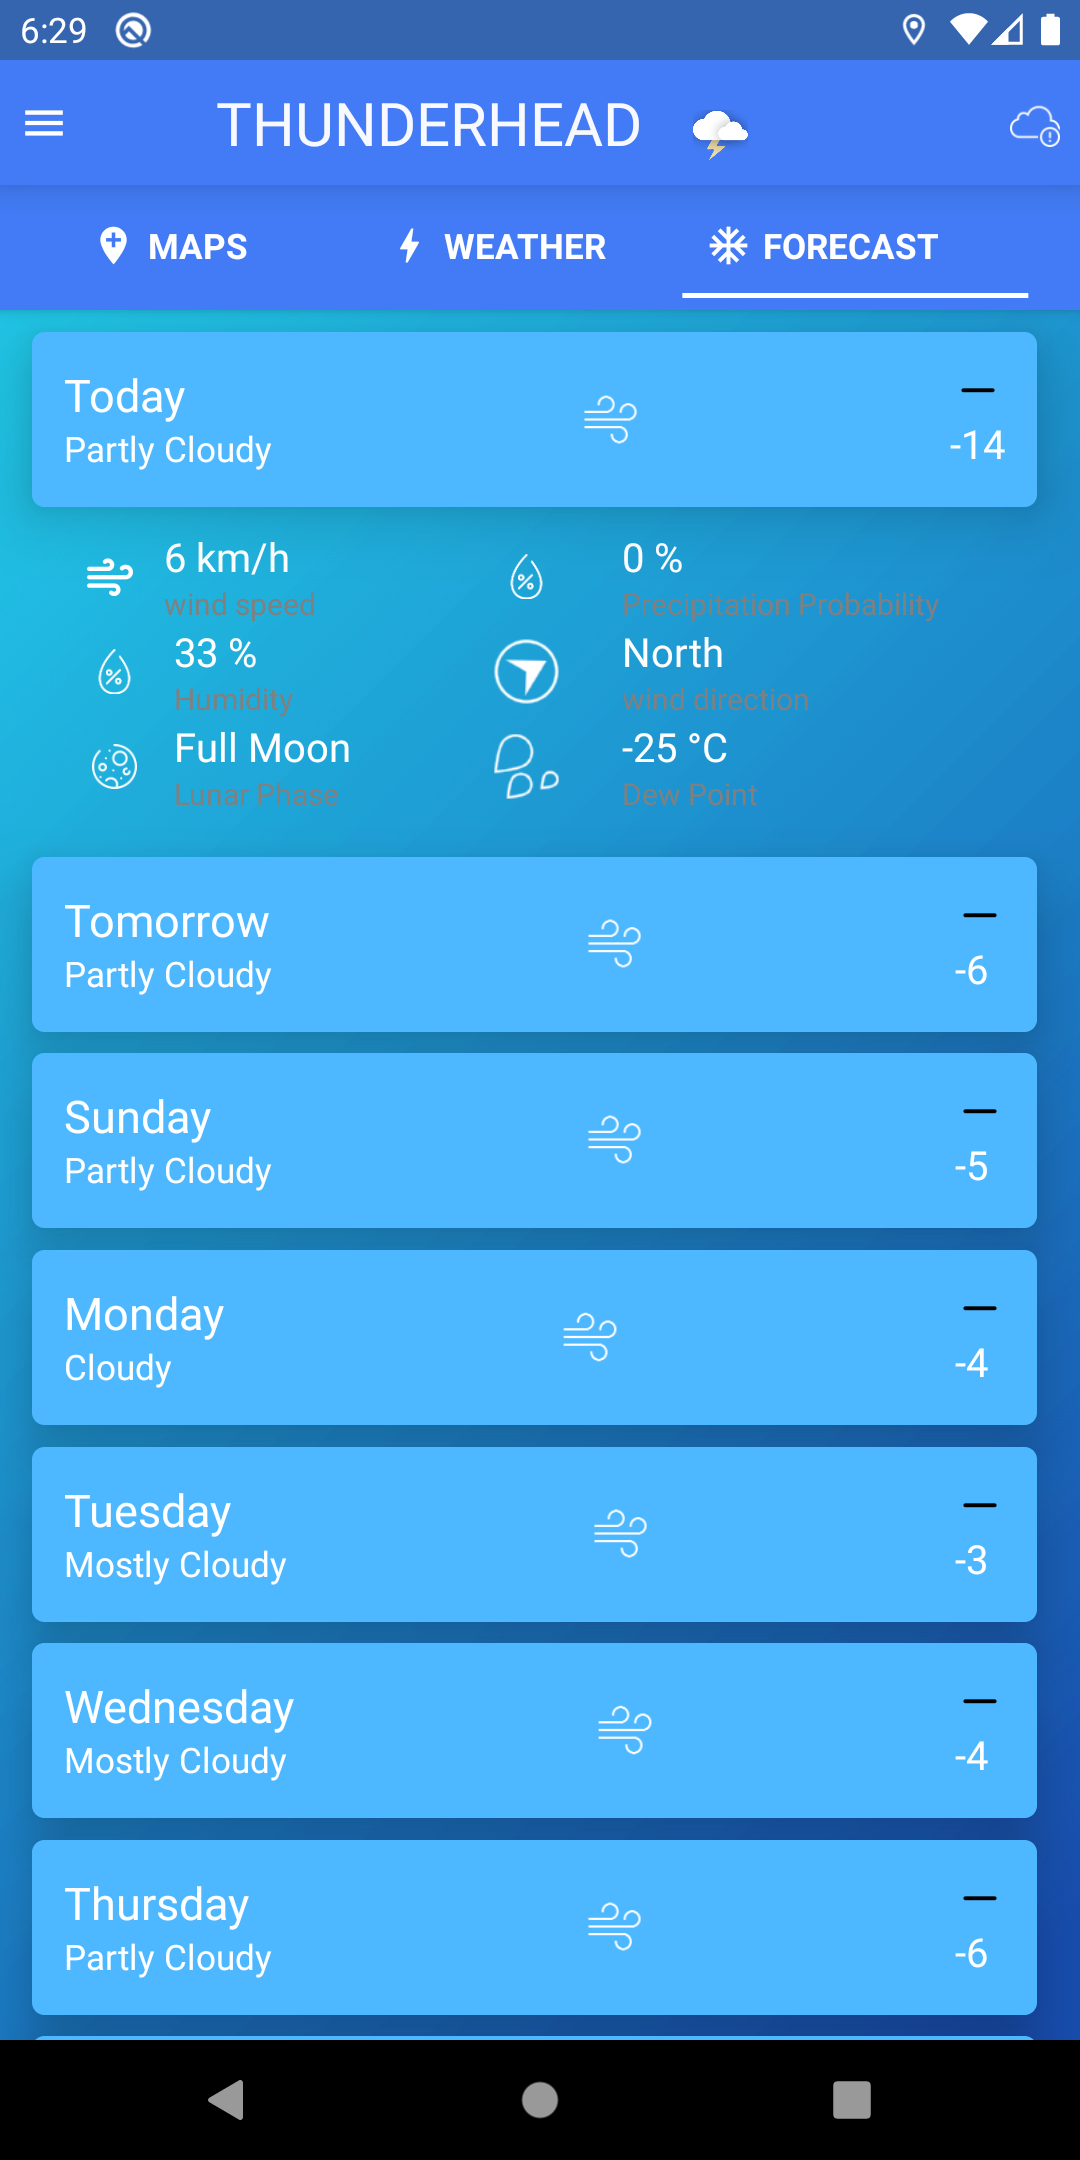 6:29
THUNDERHEAD
MAPS WEATHER FORECAST
Today
Partly Cloudy
—
-14
6 km/h
wind speed
0 %
Precipitation Probability
33 %
Humidity
North
wind direction
Full Moon
Lunar Phase
-25 °C
Dew Point
Tomorrow
Partly Cloudy
—
-6
Sunday
Partly Cloudy
—
-5
Monday
Cloudy
—
-4
Tuesday
Mostly Cloudy
—
-3
Wednesday
Mostly Cloudy
—
-4
Thursday
Partly Cloudy
—
-6